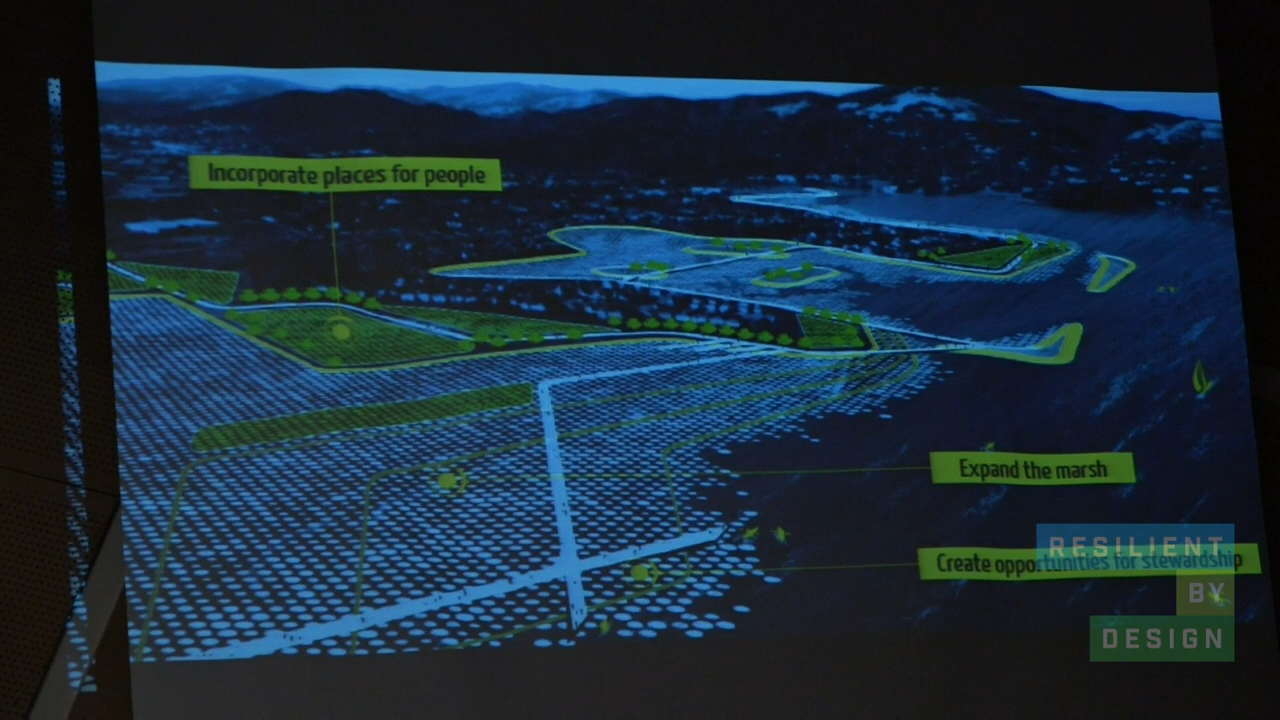 Incorporate places for people
Expand the marsh
Create opportunities for stewardship
RESILIENT
BY
DESIGN